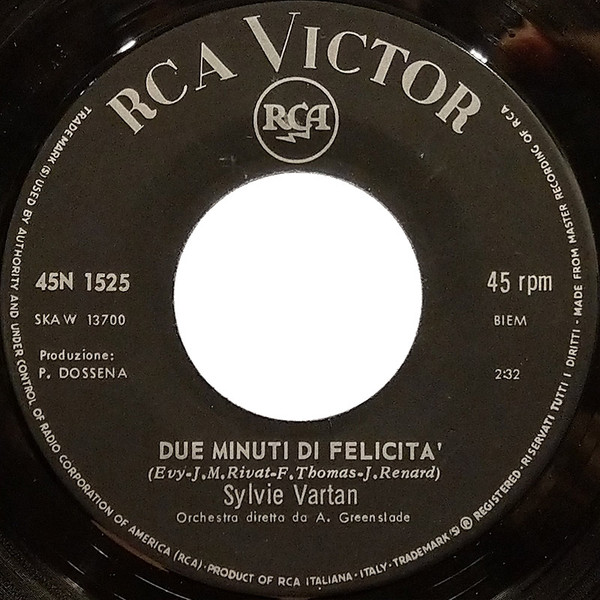 RCA VICTOR
RCA
45N 1525
45 rpm
SKAW 13700
BIEM
Produzione:
P. DOSSENA
2:32
DUE MINUTI DI FELICITA'
(Evy-J.M.Rivat-F.Thomas-J.Renard)
Sylvie Vartan
Orchestra diretta da A. Greenslade
TRADEMARK (S) USED BY AUTHORITY AND UNDER CONTROL OF RADIO CORPORATION OF AMERICA (RCA)·PRODUCT OF RCA ITALIANA·ITALY·TRADEMARK (S) ® REGISTERED·RISERVATI TUTTI I DIRITTI - MADE FROM MASTER RECORDING OF RCA